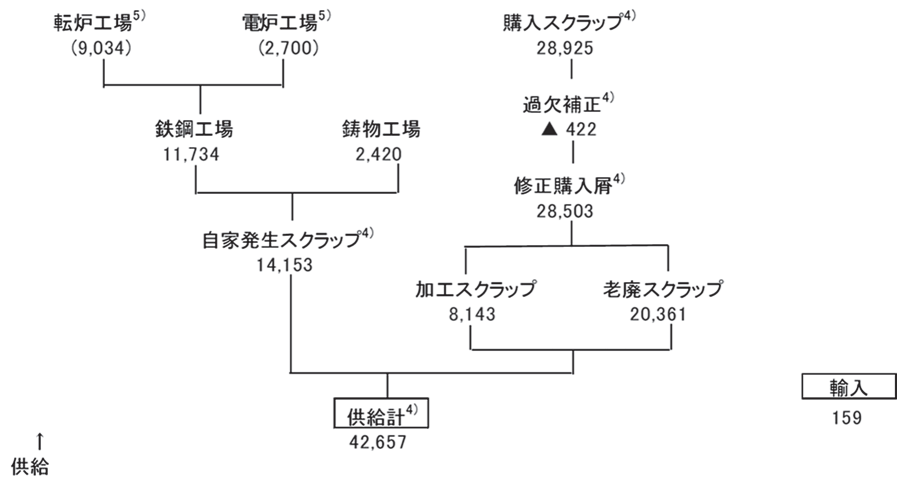 転炉工場5)
(9,034)
電炉工場5)
(2,700)
購入スクラップ4)
28,925
過欠補正4)
▲ 422
鉄鋼工場
11,734
鋳物工場
2,420
修正購入屑4)
28,503
自家発生スクラップ4)
14,153
加工スクラップ
8,143
老廃スクラップ
20,361
輸入
159
供給計4)
42,657
↑
供給